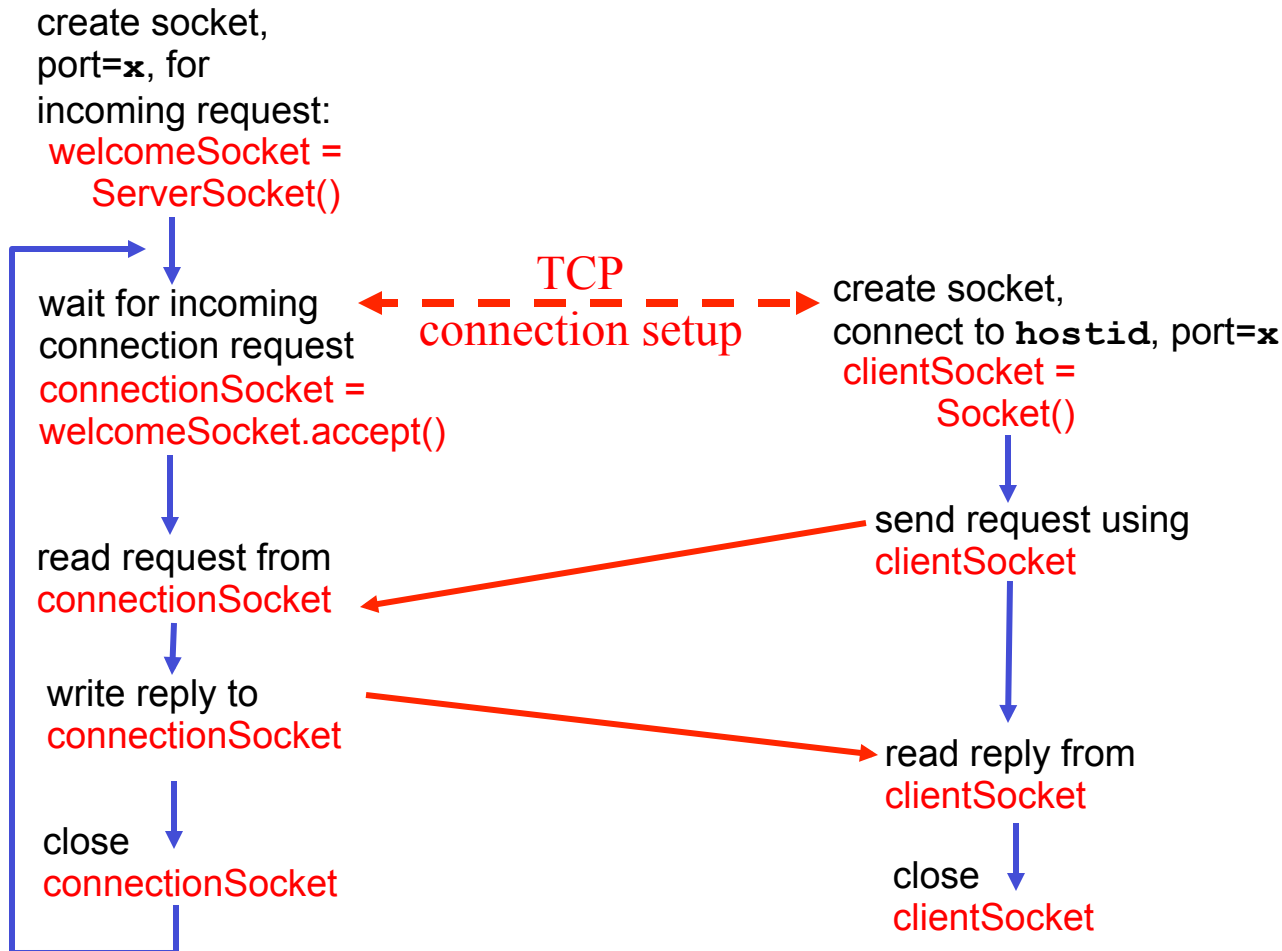 create socket,
port=x, for
incoming request:
welcomeSocket =
ServerSocket()
wait for incoming
connection request
connectionSocket =
welcomeSocket.accept()
TCP
connection setup
create socket,
connect to hostid, port=x
clientSocket =
Socket()
send request using
clientSocket
read request from
connectionSocket
write reply to
connectionSocket
read reply from
clientSocket
close
connectionSocket
close
clientSocket